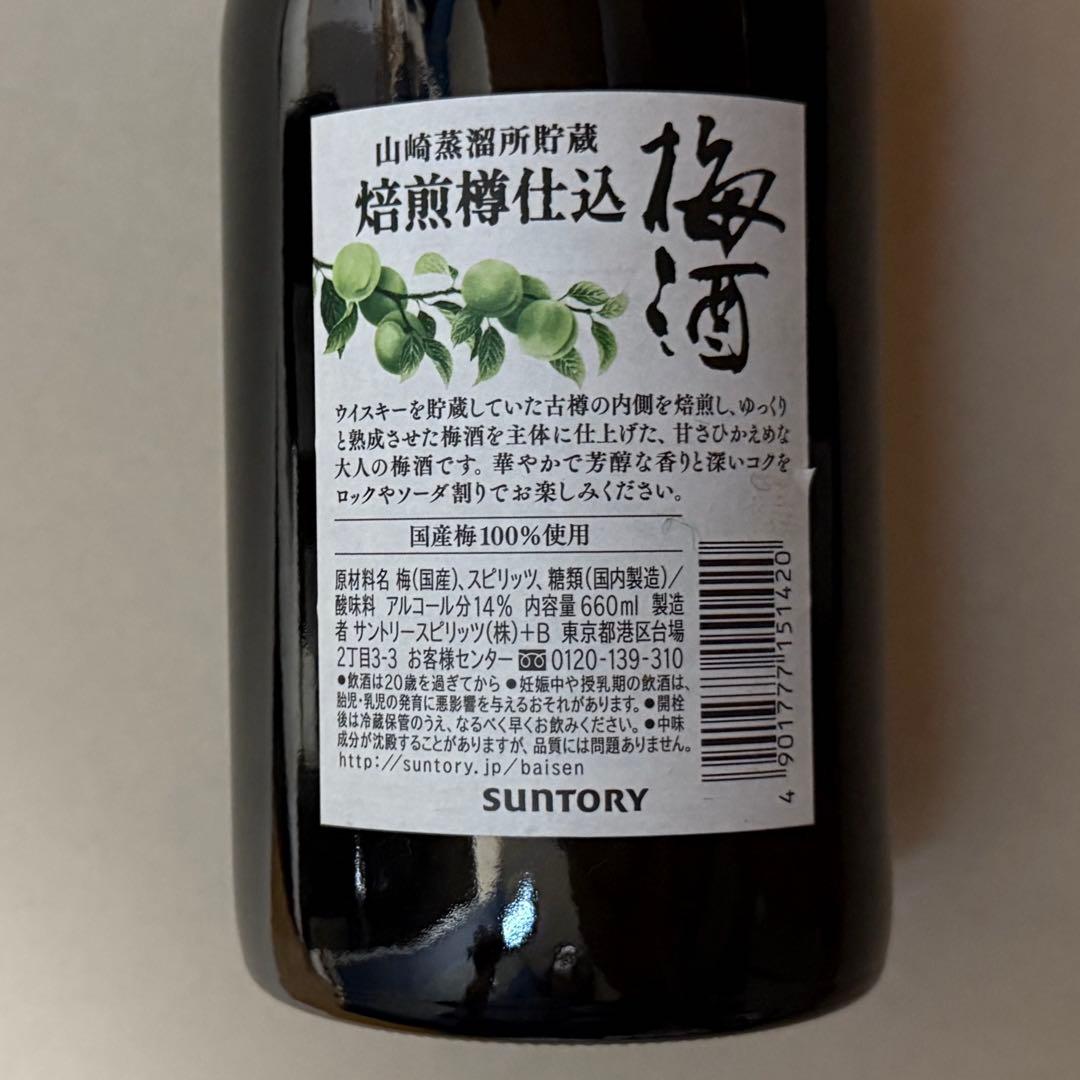 梅酒
山崎蒸溜所貯蔵
焙煎樽仕込
ウイスキーを貯蔵していた古樽の内側を焙煎し、ゆっくり
と熟成させた梅酒を主体に仕上げた、甘さひかえめな
大人の梅酒です。華やかで芳醇な香りと深いコクを
ロックやソーダ割りでお楽しみください。
国産梅100%使用
原材料名 梅(国産)、スピリッツ、糖類(国内製造)/
酸味料 アルコール分14% 内容量660ml 製造
者 サントリースピリッツ(株)+B 東京都港区台場
2丁目3-3 お客様センター 0120-139-310
●飲酒は20歳を過ぎてから ●妊娠中や授乳期の飲酒は、
胎児・乳児の発育に悪影響を与えるおそれがあります。●開栓
後は冷蔵保管のうえ、なるべく早くお飲みください。●中味
成分が沈殿することがありますが、品質には問題ありません。
http://suntory.jp/baisen
SUNTORY
4 901777 151420